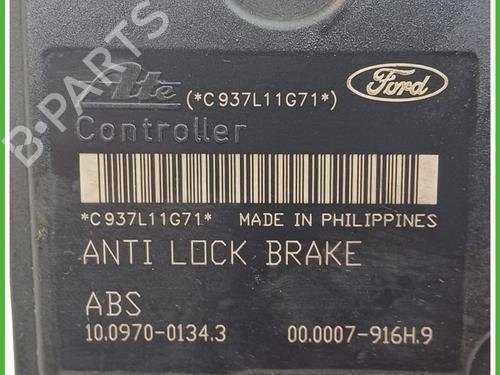 B-PARTS
Ate (*C937L11G71*) Ford
Controller
*C937L11G71* MADE IN PHILIPPINES
ANTI LOCK BRAKE
ABS
10.0970-0134.3 00.0007-916H.9